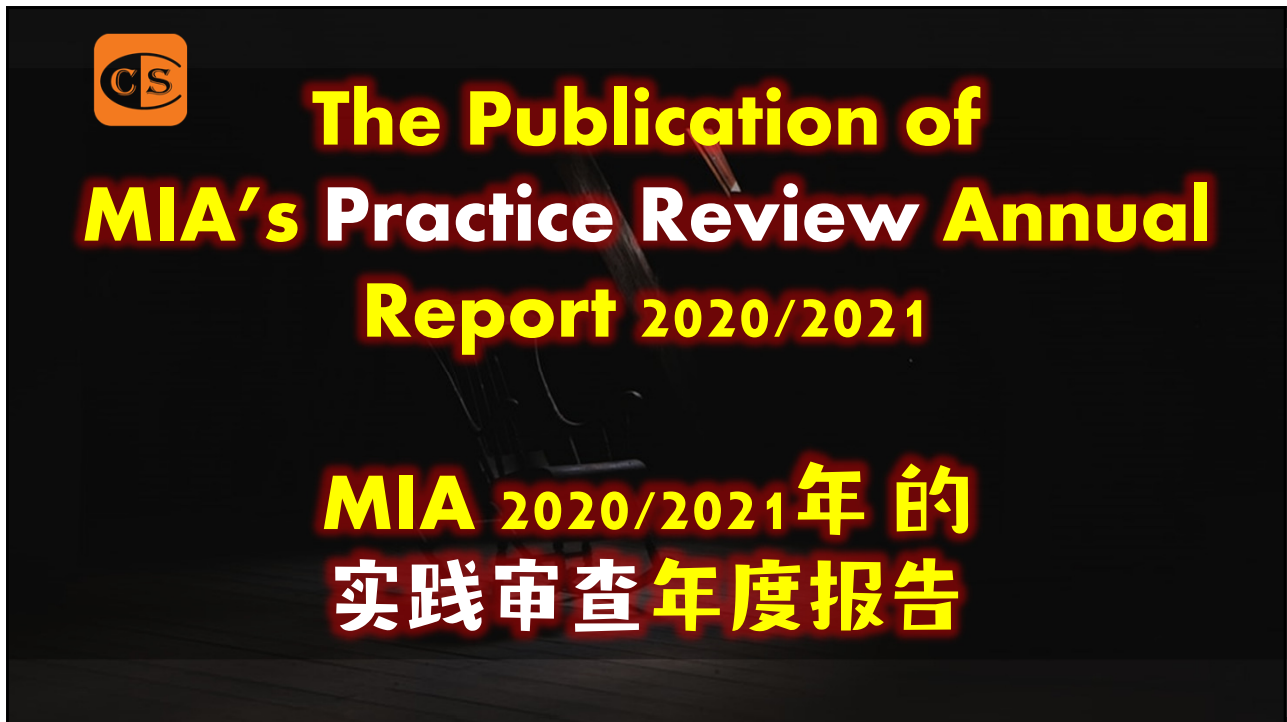 CS
The Publication of
MIA’s Practice Review Annual
Report 2020/2021
MIA 2020/2021年 的
实践审查年度报告